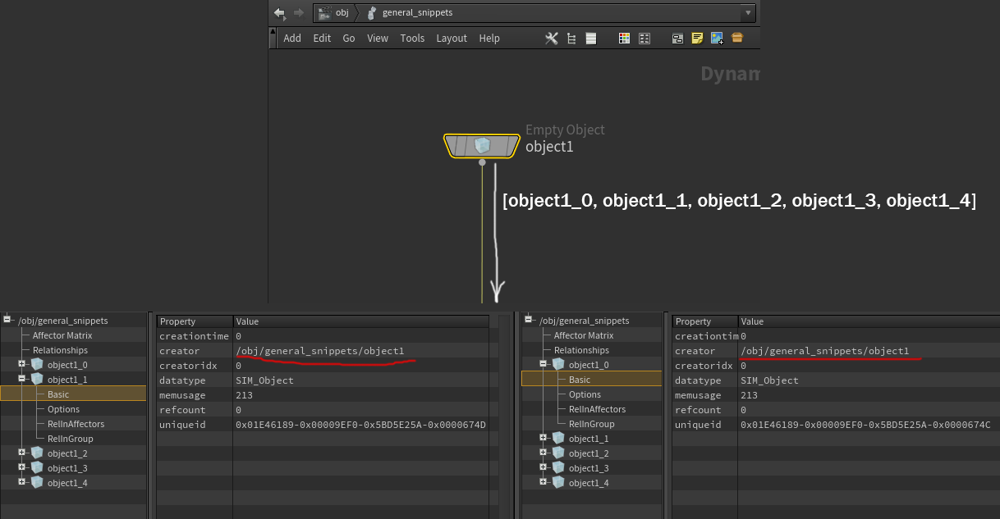 obj general_snippets
Add Edit Go View Tools Layout Help
Dynam
Empty Object
object1
[object1_0, object1_1, object1_2, object1_3, object1_4]
/obj/general_snippets
Affector Matrix
Relationships
object1_0
object1_1
Basic
Options
RelInAffectors
RelInGroup
object1_2
object1_3
object1_4
Property Value
creationtime 0
creator /obj/general_snippets/object1
creatoridx 0
datatype SIM_Object
memusage 213
refcount 0
uniqueid 0x01E46189-0x00009EF0-0x5BD5E25A-0x0000674D
/obj/general_snippets
Affector Matrix
Relationships
object1_0
Basic
Options
RelInAffectors
RelInGroup
object1_1
object1_2
object1_3
object1_4
Property Value
creationtim 0
creator /obj/general_snippets/object1
creatoridx 0
datatype SIM_Object
memusage 213
refcount 0
uniqueid 0x01E46189-0x00009EF0-0x5BD5E25A-0x0000674C